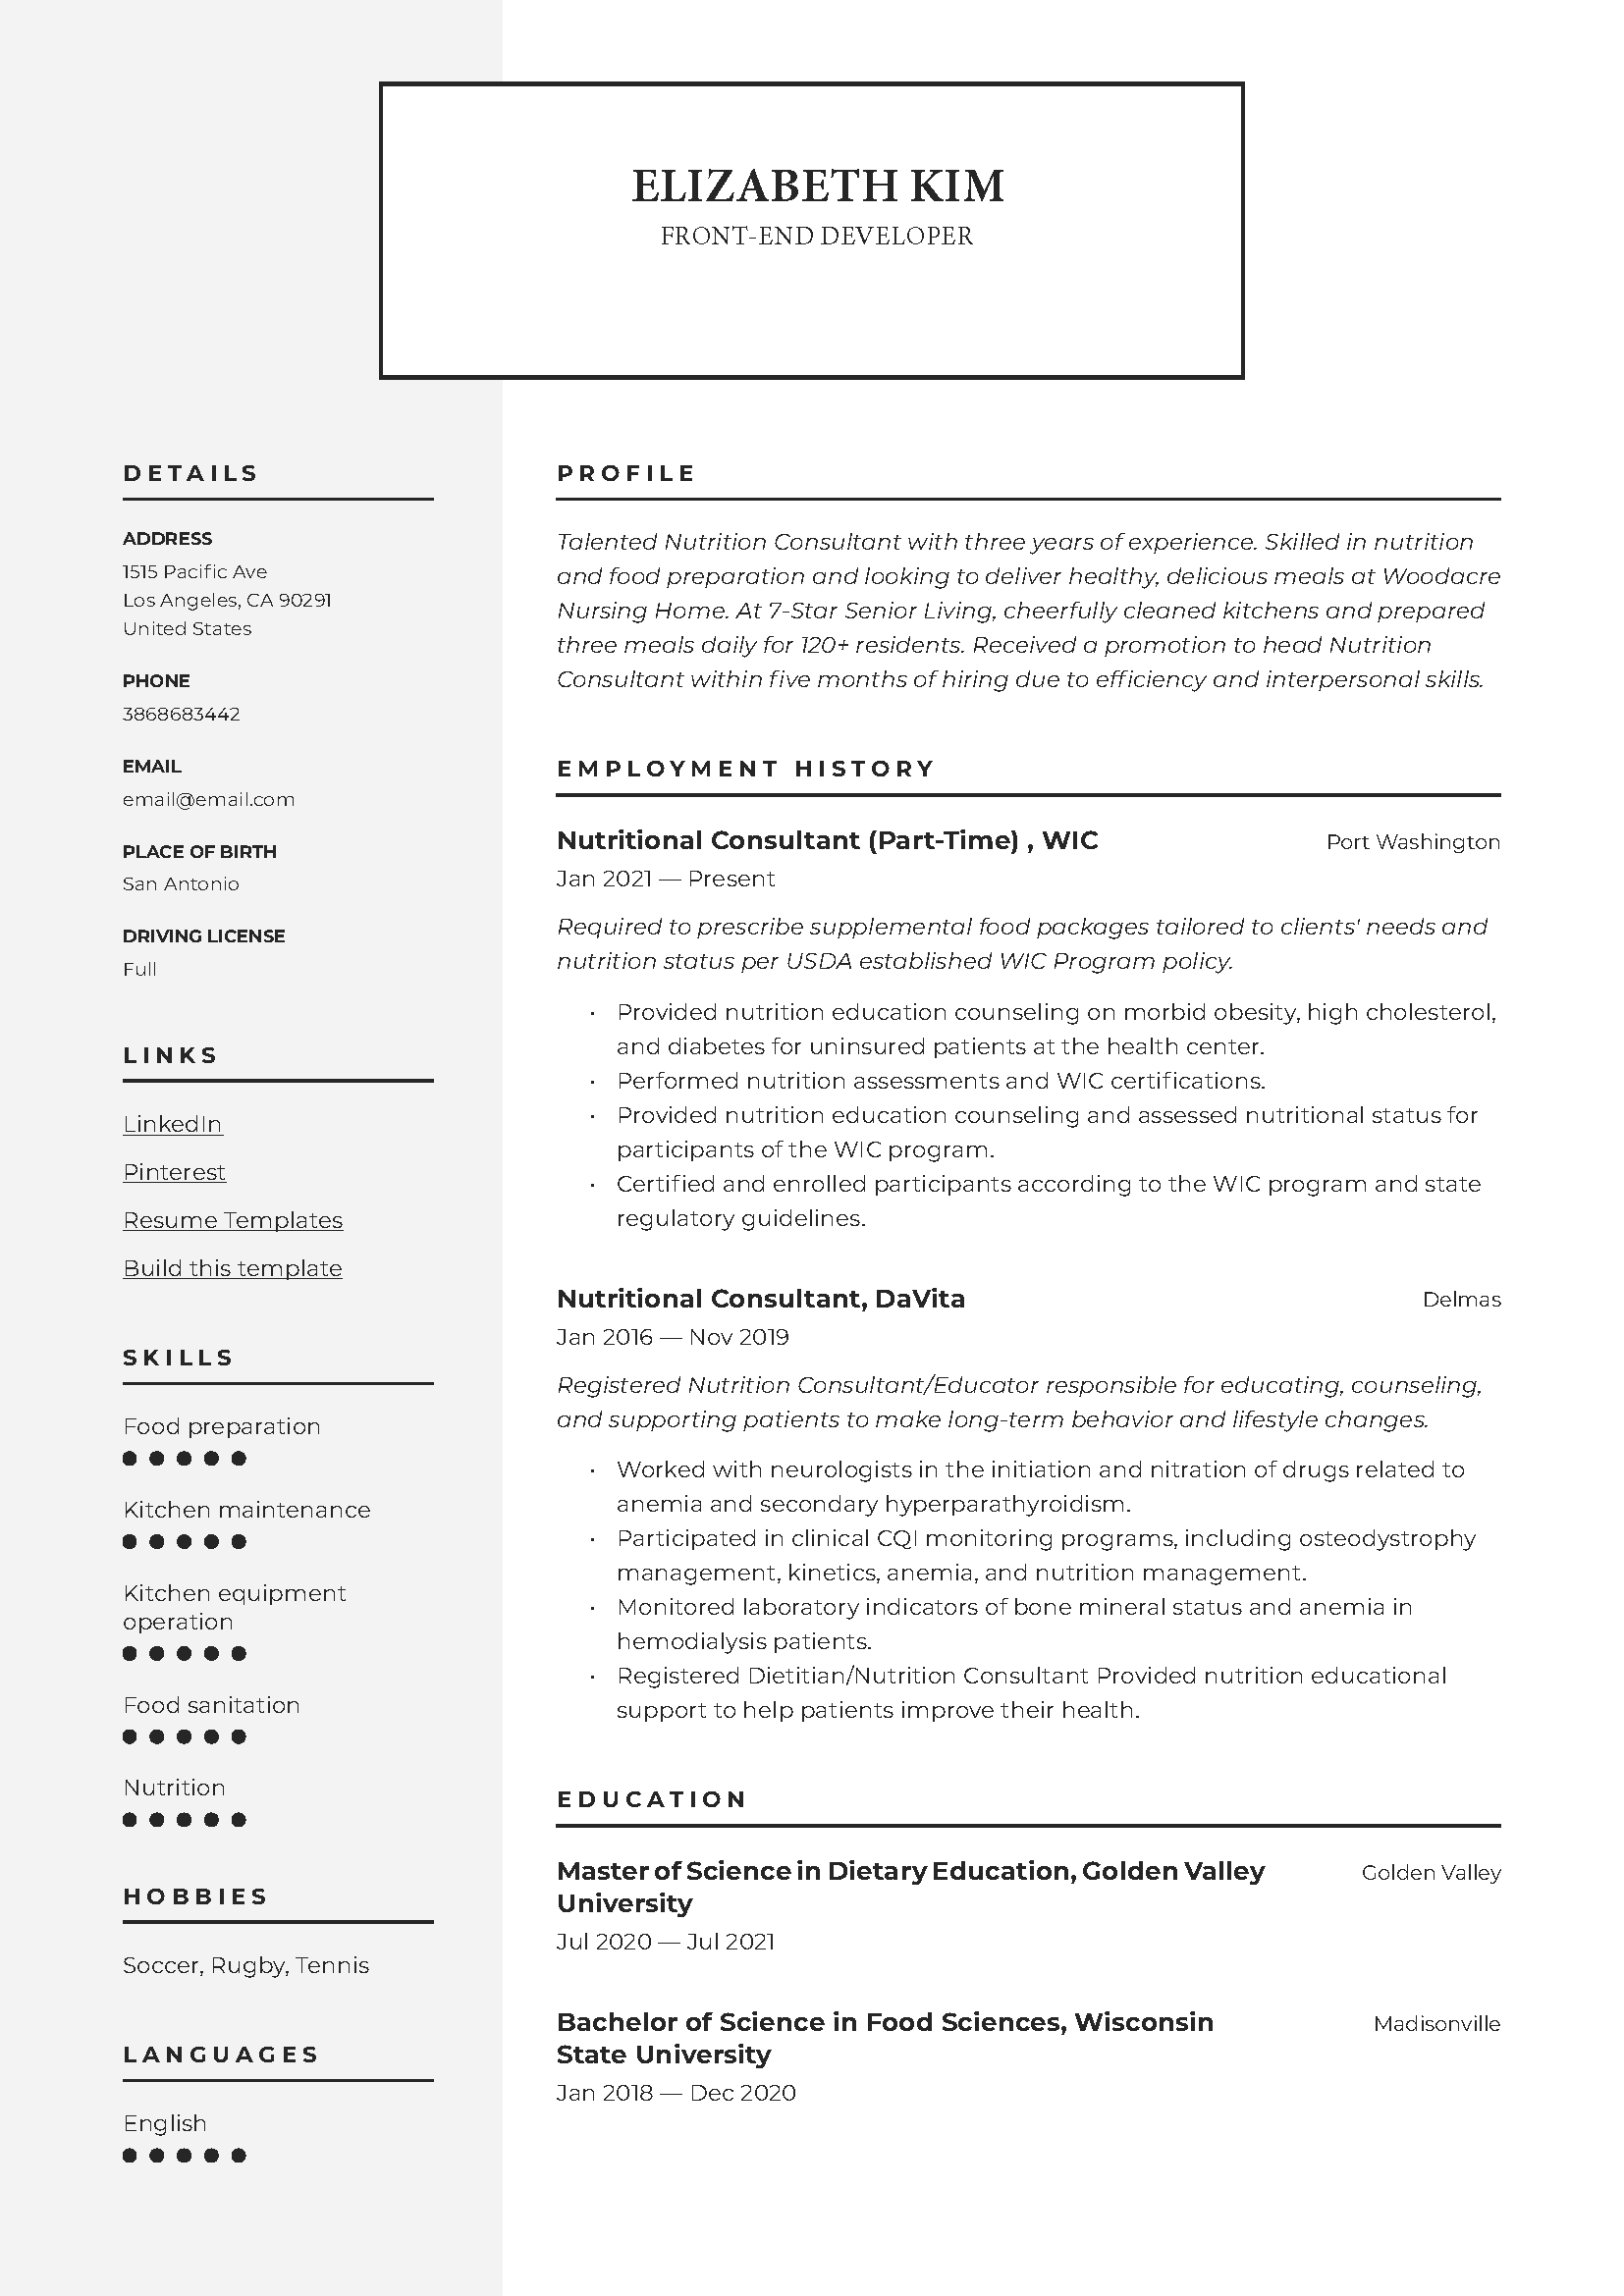 ELIZABETH KIM
FRONT-END DEVELOPER
DETAILS
ADDRESS
1515 Pacific Ave
Los Angeles, CA 90291
United States
PHONE
3868683442
EMAIL
email@email.com
PLACE OF BIRTH
San Antonio
DRIVING LICENSE
Full
LINKS
LinkedIn
Pinterest
Resume Templates
Build this template
SKILLS
Food preparation
Kitchen maintenance
Kitchen equipment
operation
Food sanitation
Nutrition
HOBBIES
Soccer, Rugby, Tennis
LANGUAGES
English
PROFILE
Talented Nutrition Consultant with three years of experience. Skilled in nutrition
and food preparation and looking to deliver healthy, delicious meals at Woodacre
Nursing Home. At 7-Star Senior Living, cheerfully cleaned kitchens and prepared
three meals daily for 120+ residents. Received a promotion to head Nutrition
Consultant within five months of hiring due to efficiency and interpersonal skills.
EMPLOYMENT HISTORY
Nutritional Consultant (Part-Time) , WIC Port Washington
Jan 2021 — Present
Required to prescribe supplemental food packages tailored to clients' needs and
nutrition status per USDA established WIC Program policy.
· Provided nutrition education counseling on morbid obesity, high cholesterol,
and diabetes for uninsured patients at the health center.
· Performed nutrition assessments and WIC certifications.
· Provided nutrition education counseling and assessed nutritional status for
participants of the WIC program.
· Certified and enrolled participants according to the WIC program and state
regulatory guidelines.
Nutritional Consultant, DaVita Delmas
Jan 2016 — Nov 2019
Registered Nutrition Consultant/Educator responsible for educating, counseling,
and supporting patients to make long-term behavior and lifestyle changes.
· Worked with neurologists in the initiation and nitration of drugs related to
anemia and secondary hyperparathyroidism.
· Participated in clinical CQI monitoring programs, including osteodystrophy
management, kinetics, anemia, and nutrition management.
· Monitored laboratory indicators of bone mineral status and anemia in
hemodialysis patients.
· Registered Dietitian/Nutrition Consultant Provided nutrition educational
support to help patients improve their health.
EDUCATION
Master of Science in Dietary Education, Golden Valley Golden Valley
University
Jul 2020 — Jul 2021
Bachelor of Science in Food Sciences, Wisconsin Madisonville
State University
Jan 2018 — Dec 2020